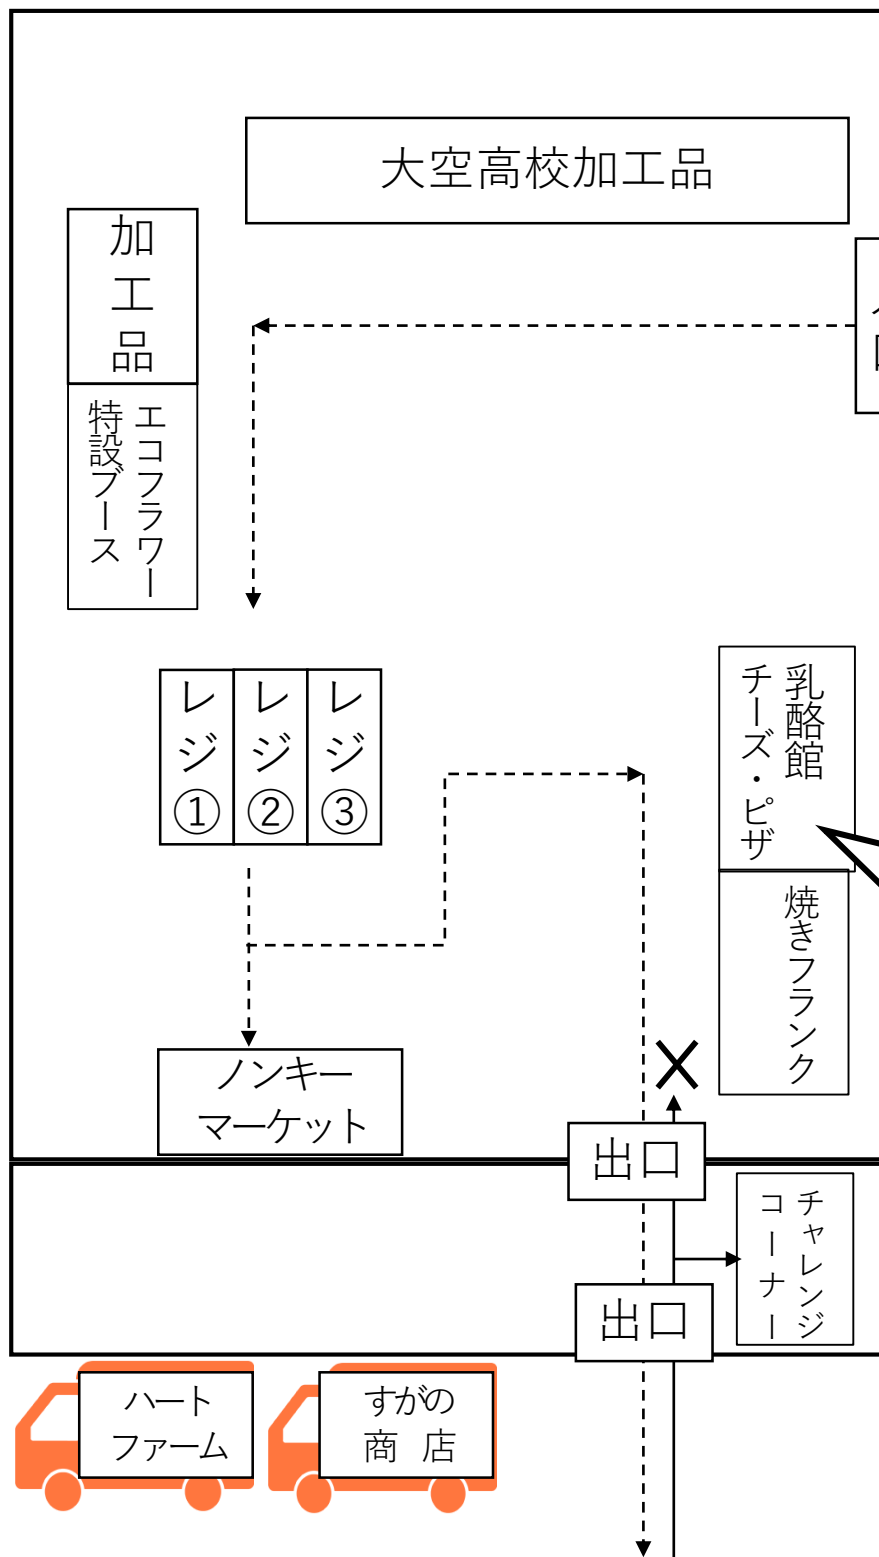 大空高校加工品
加工品
エコフラワー
特設ブース
レジ①
レジ②
レジ③
乳酪館
チーズ・ピザ
焼きフランク
ノンキー
マーケット
出口
チャレンジ
コーナー
出口
ハート
ファーム
すがの
商 店